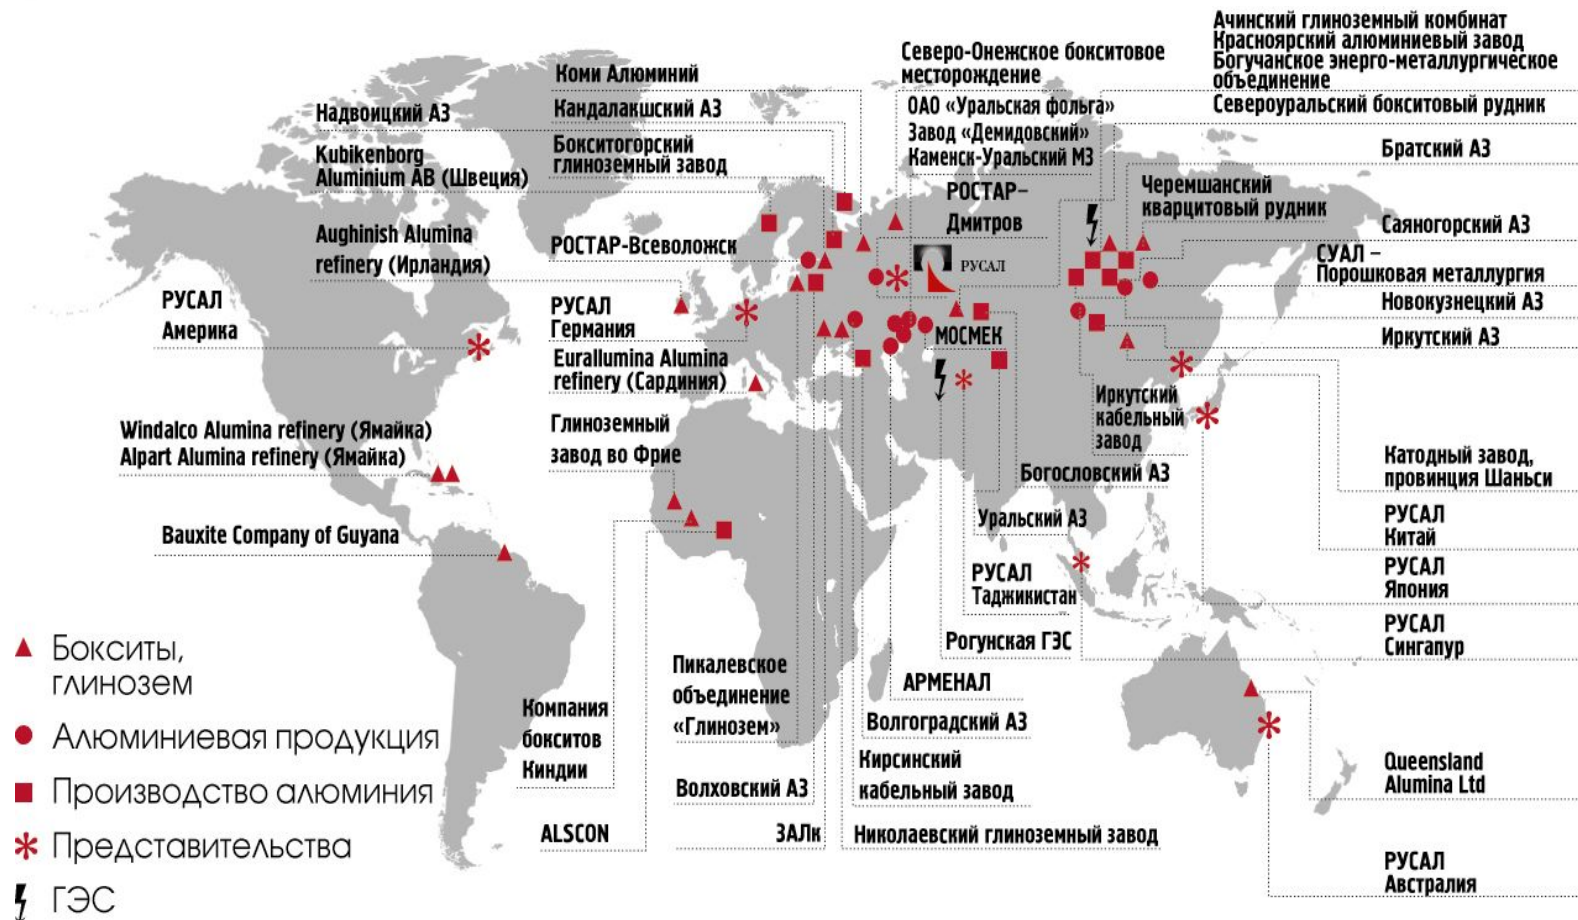 Ачинский глиноземный комбинат
Красноярский алюминиевый завод
Богучанское энерго-металлургическое
объединение
Североуральский бокситовый рудник
Северо-Онежское бокситовое
месторождение
Коми Алюминий
ОАО «Уральская фольга»
Надвоицкий АЗ
Кандалакшский АЗ
Завод «Демидовский»
Каменск-Уральский МЗ
Бокситогорский
глиноземный завод
Братский АЗ
Kubikenborg
Aluminium AB (Швеция)
РОСТАР–
Дмитров
Черемшанский
кварцитовый рудник
Саяногорский АЗ
Aughinish Alumina
refinery (Ирландия)
РОСТАР-Всеволожск
РУСАЛ
СУАЛ –
Порошковая металлургия
РУСАЛ
Америка
РУСАЛ
Германия
Новокузнецкий АЗ
МОСМЕК
Иркутский АЗ
Eurallumina Alumina
refinery (Сардиния)
Иркутский
кабельный
завод
Windalco Alumina refinery (Ямайка)
Alpart Alumina refinery (Ямайка)
Глиноземный
завод во Фрие
Богословский АЗ
Катодный завод,
провинция Шаньси
Bauxite Company of Guyana
Уральский АЗ
РУСАЛ
Китай
РУСАЛ
Таджикистан
РУСАЛ
Япония
Рогунская ГЭС
РУСАЛ
Сингапур
Бокситы,
глинозем
Алюминиевая продукция
Производство алюминия
Представительства
ГЭС
Компания
бокситов
Киндии
Пикалевское
объединение
«Глинозем»
АРМЕНАЛ
Волгоградский АЗ
Кирсинский
кабельный завод
Волховский АЗ
ALSCON
ЗАЛк
Николаевский глиноземный завод
Queensland
Alumina Ltd
РУСАЛ
Австралия